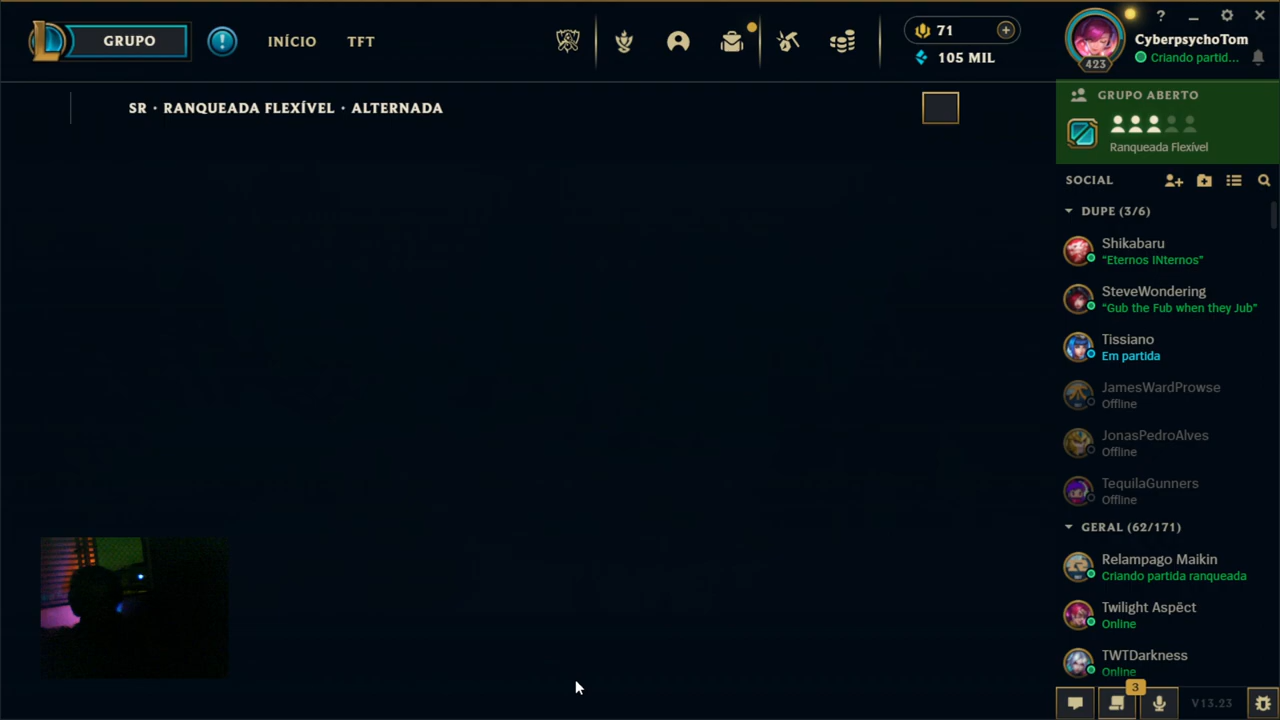 GRUPO
INÍCIO
TFT
71
105 MIL
423
?
CyberpsychoTom
Criando partid...
SR · RANQUEADA FLEXÍVEL · ALTERNADA
GRUPO ABERTO
Ranqueada Flexível
SOCIAL
DUPE (3/6)
Shikabaru
"Eternos INternos"
SteveWondering
"Gub the Fub when they Jub"
Tissiano
Em partida
JamesWardProwse
Offline
JonasPedroAlves
Offline
TequilaGunners
Offline
GERAL (62/171)
Relampago Maikin
Criando partida ranqueada
Twilight Aspēct
Online
TWTDarkness
Online
3
V13.23